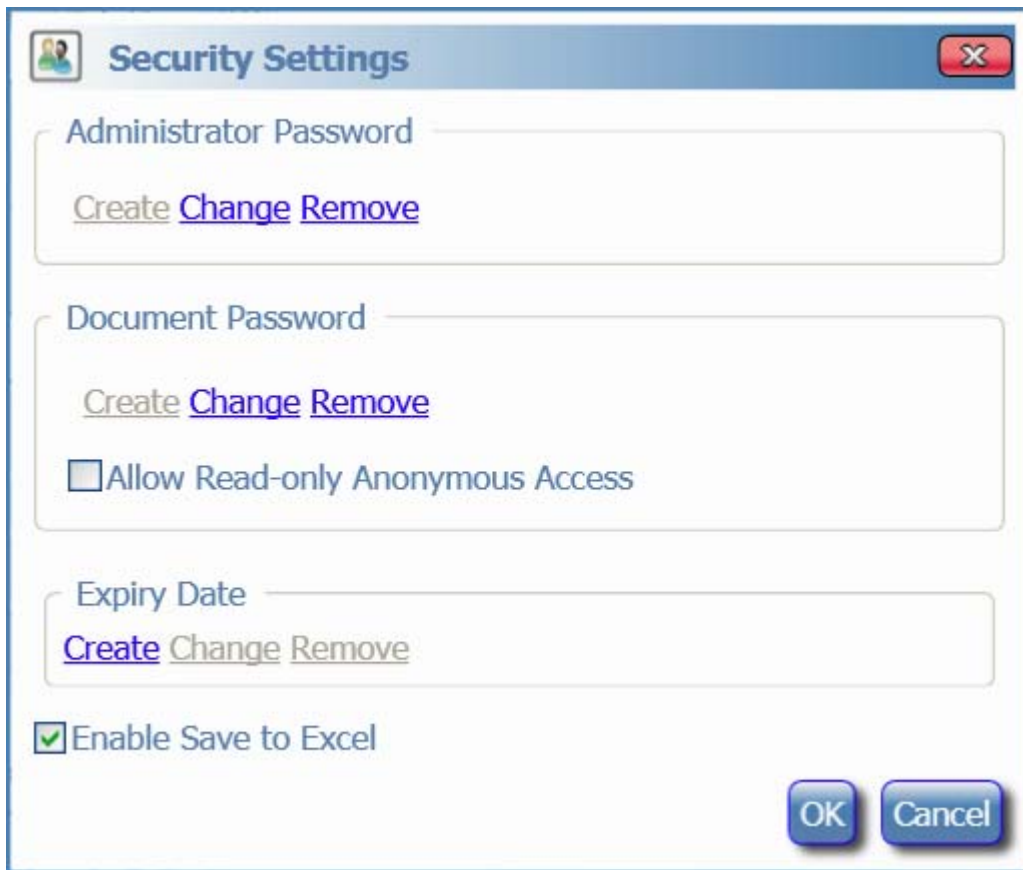 Security Settings
Administrator Password
Create Change Remove
Document Password
Create Change Remove
Allow Read-only Anonymous Access
Expiry Date
Create Change Remove
Enable Save to Excel
OK Cancel